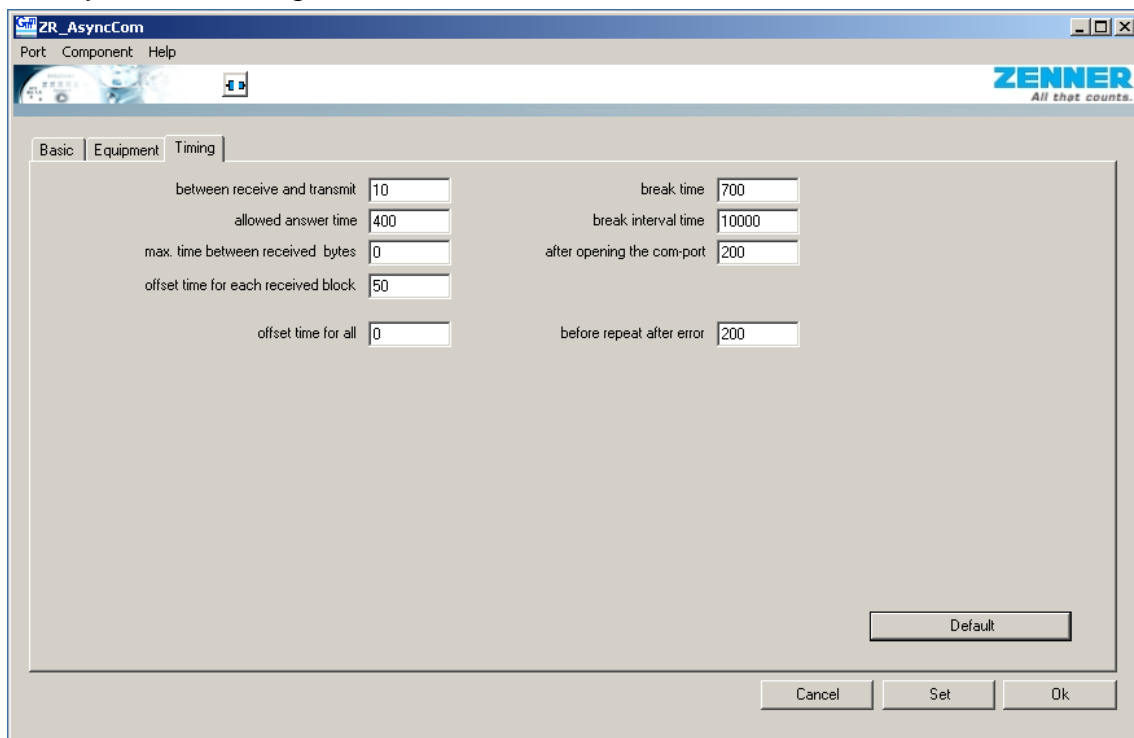 GMM ZR_AsyncCom
Port Component Help
ZENNER
All that counts.
Basic Equipment Timing
between receive and transmit 10 break time 700
allowed answer time 400 break interval time 10000
max. time between received bytes 0 after opening the com-port 200
offset time for each received block 50
offset time for all 0 before repeat after error 200
Default
Cancel Set Ok